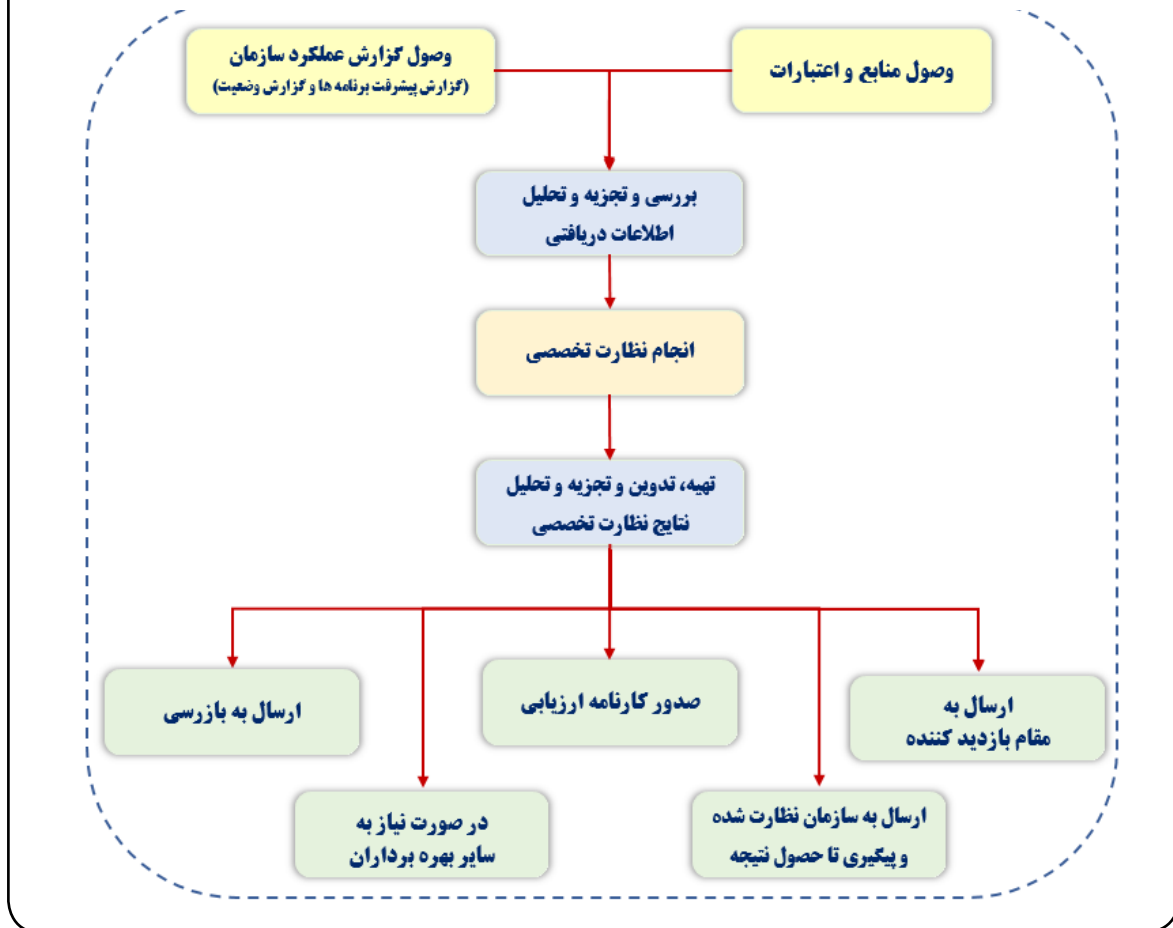 وصول منابع و اعتبارات
وصول گزارش عملکرد سازمان
(گزارش پیشرفت برنامه ها و گزارش وضعیت)
بررسی و تجزیه و تحلیل
اطلاعات دریافتی
انجام نظارت تخصصی
تهیه، تدوین و تجزیه و تحلیل
نتایج نظارت تخصصی
ارسال به
مقام بازدید کننده
صدور کارنامه ارزیابی
ارسال به بازرسی
ارسال به سازمان نظارت شده
و پیگیری تا حصول نتیجه
در صورت نیاز به
سایر بهره برداران